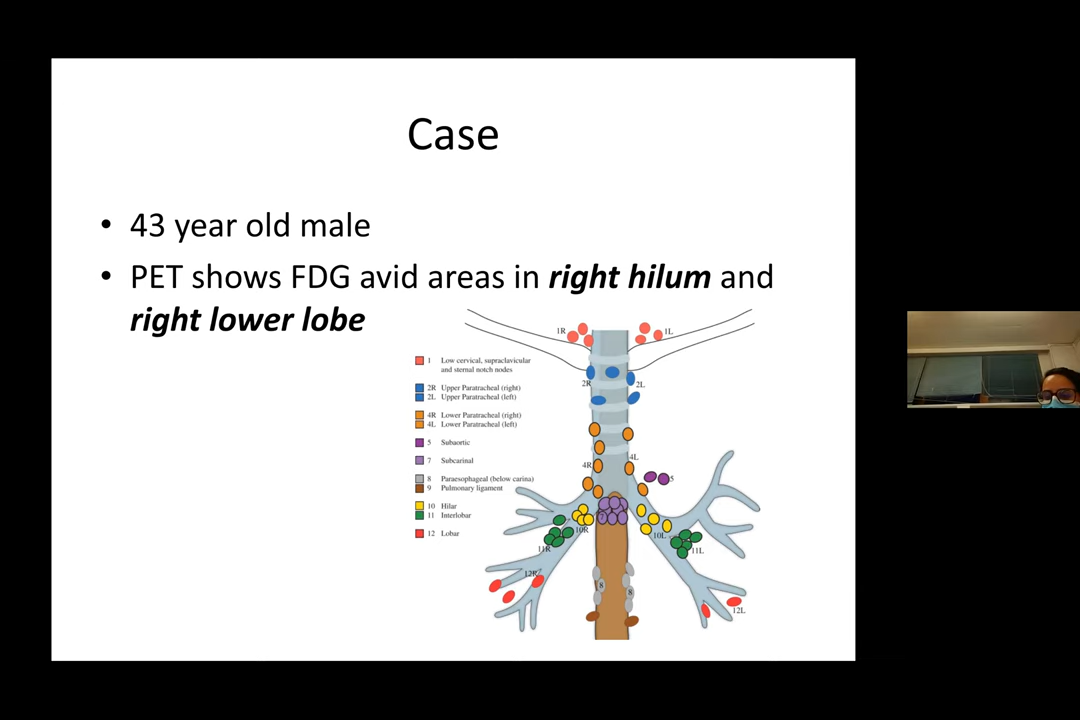 Case
• 43 year old male
• PET shows FDG avid areas in right hilum and
right lower lobe
1R
1L
1 Low cervical, supraclavicular
and sternal notch nodes
2R Upper Paratracheal (right)
2L Upper Paratracheal (left)
2R
2L
4R Lower Paratracheal (right)
4L Lower Paratracheal (left)
5 Subaortic
7 Subcarinal
4R
4L
5
8 Paraesophageal (below carina)
9 Pulmonary ligament
10 Hilar
11 Interlobar
12 Lobar
7
10R
10L
11R
11L
12R
8
8
12L